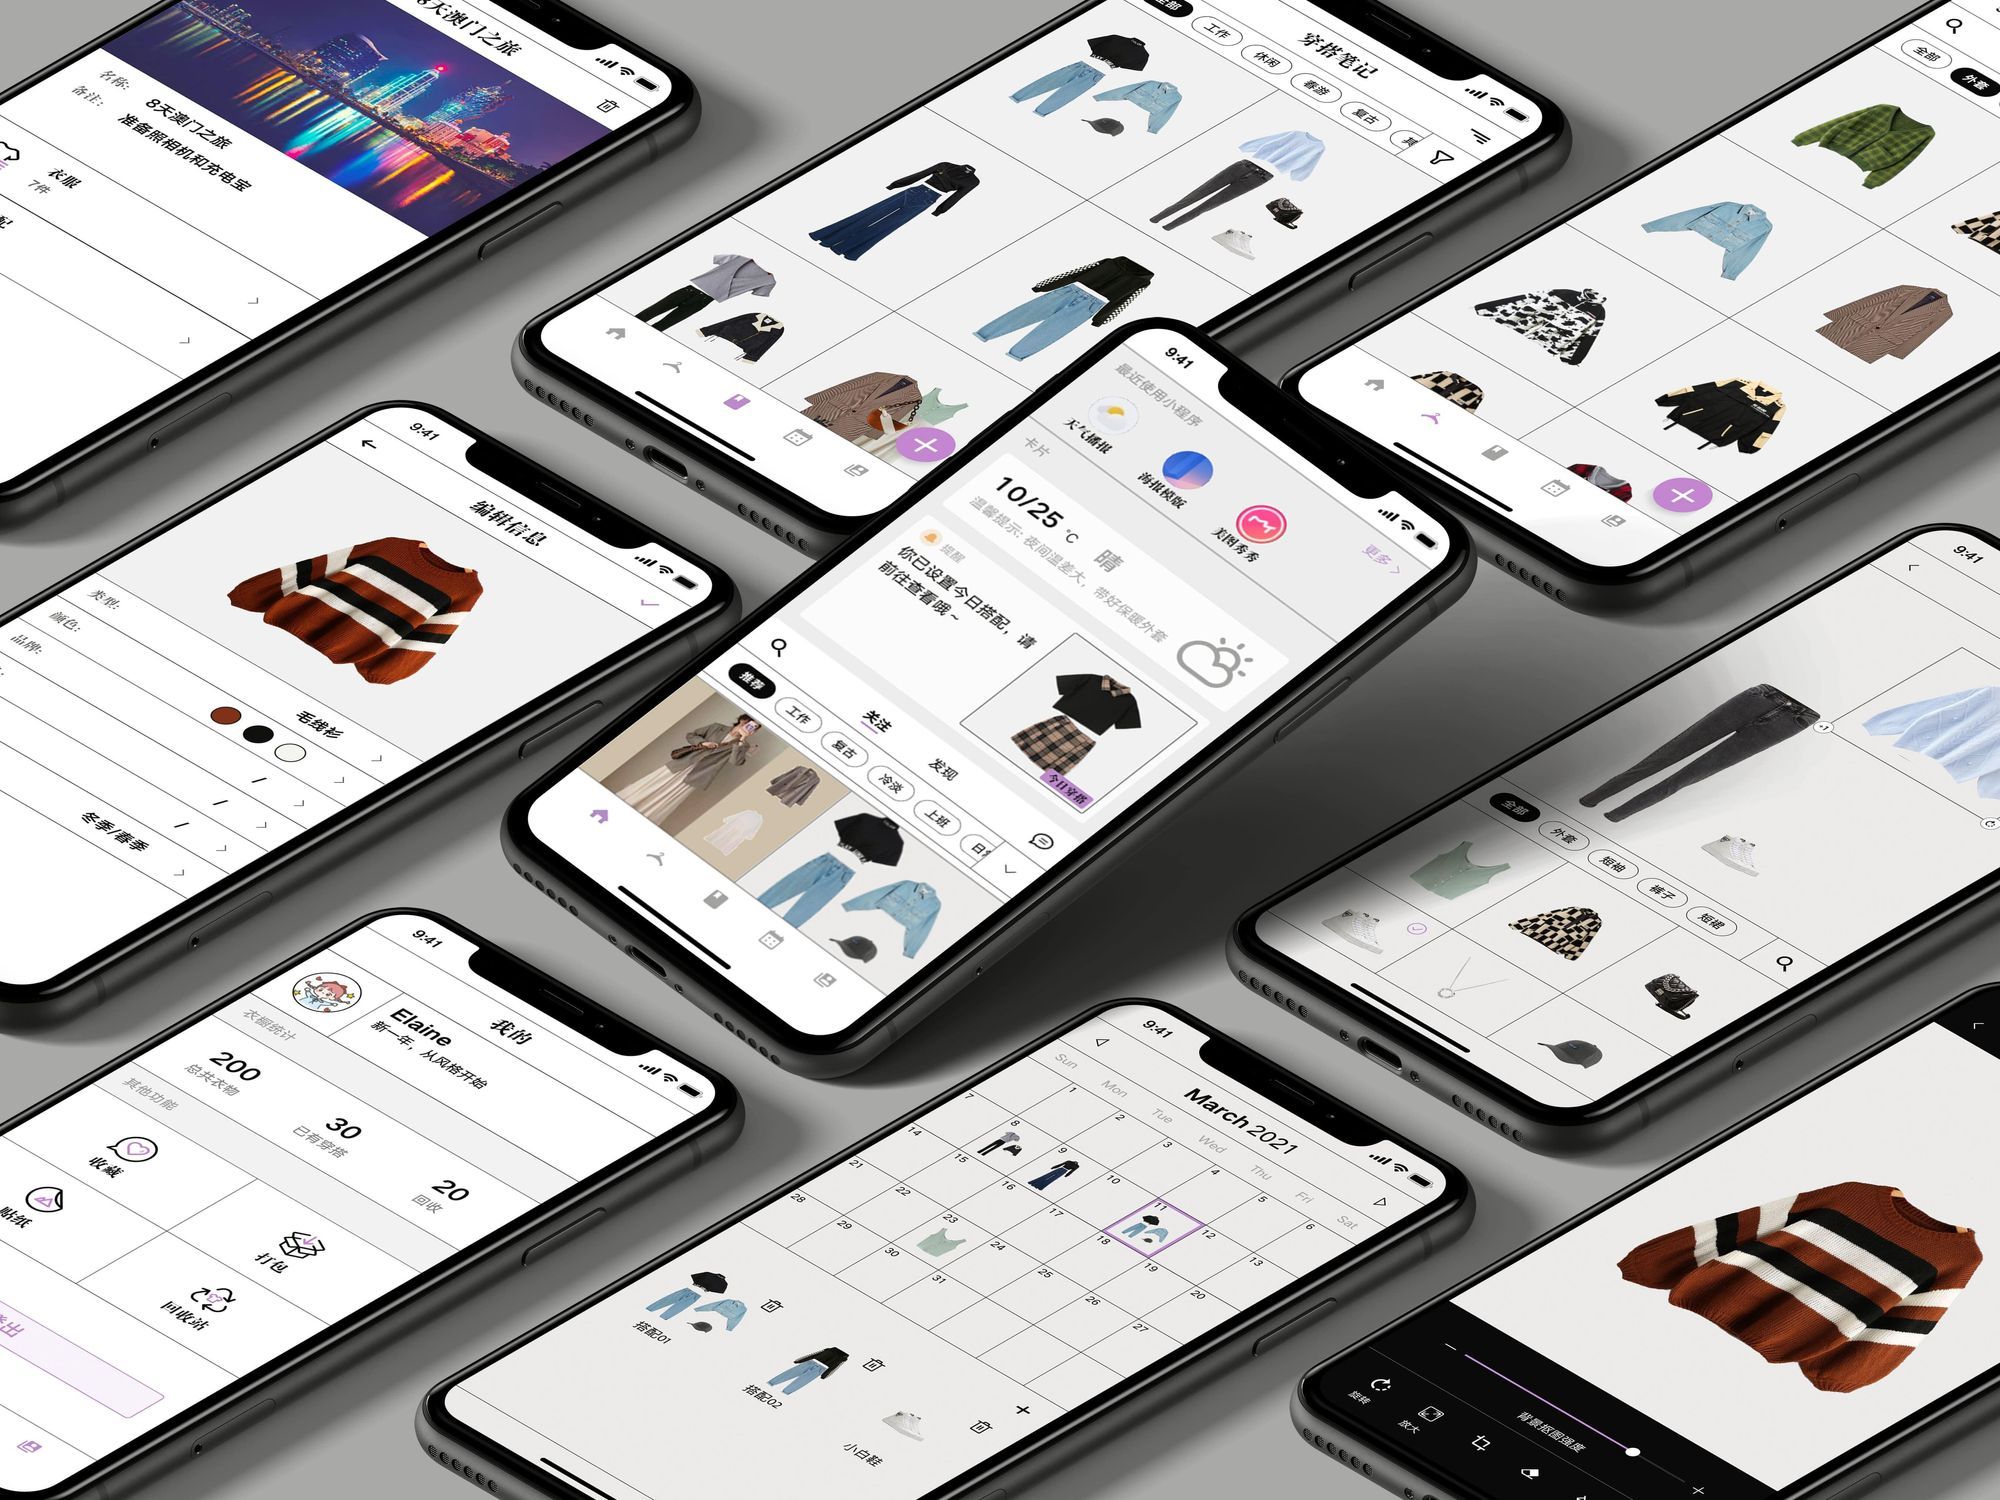 8天澳门之旅
名称:
8天澳门之旅
备注:
准备照相机和充电宝
衣服
7件
穿搭笔记
全部
工作
休闲
春游
复古
全部
外套
9:41
编辑信息
类型:
毛线衫
颜色:
品牌:
/
/
/
冬季/春季
9:41
最近使用小程序
天气播报
海报模版
美图秀秀
更多
卡片
10/25
℃
晴
温馨提示: 夜间温差大，带好保暖外套
提醒
你已设置今日搭配，请
前往查看哦~
今日穿搭
关注
发现
推荐
工作
复古
冷淡
上班
9:41
全部
外套
短袖
裤子
短裙
9:41
我的
Elaine
新一年，从风格开始
衣橱统计
200
总共衣物
30
已有穿搭
20
回收
其他功能
收藏
打包
贴纸
回收站
出
9:41
March 2021
Sun
Mon
Tue
Wed
Thu
Fri
Sat
1
2
3
4
5
6
7
8
9
10
11
12
13
14
15
16
17
18
19
20
21
22
23
24
25
26
27
28
29
30
31
搭配01
搭配02
小白鞋
背景抠图强度
旋转
放大